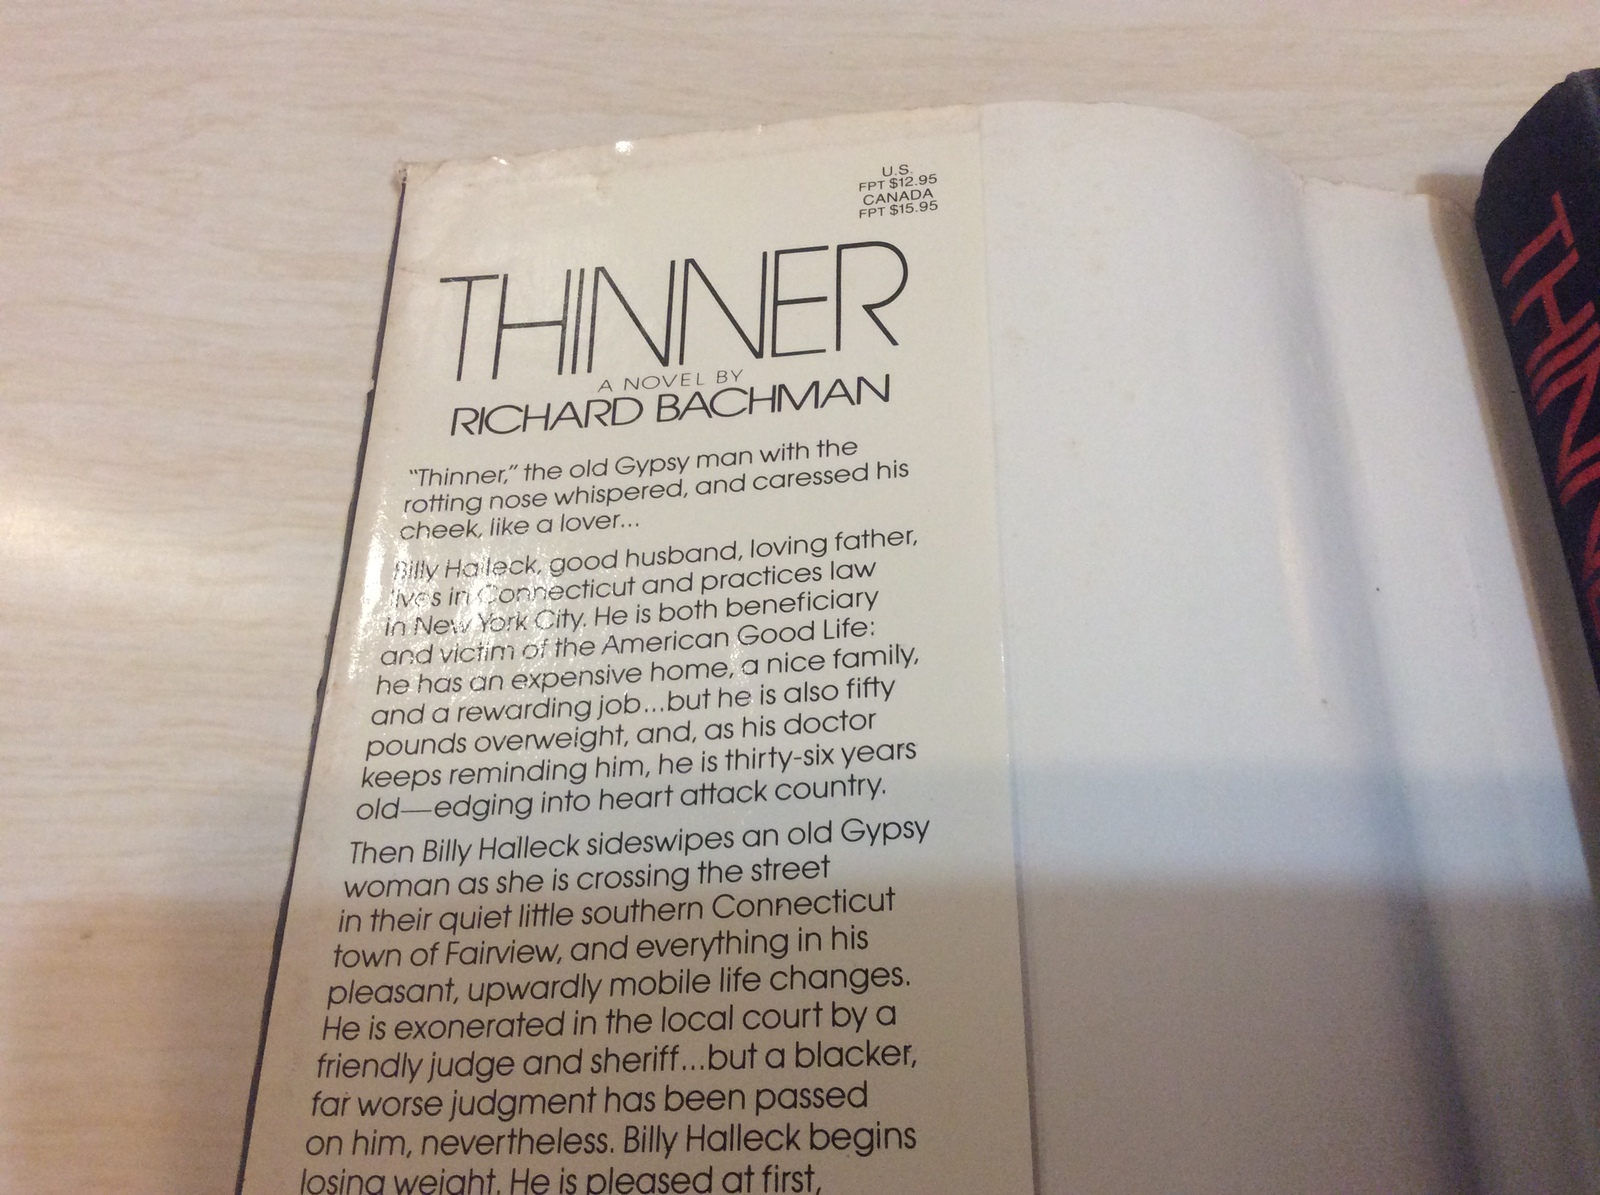 U.S.
FPT $12.95
CANADA
FPT $15.95
THINNER
A NOVEL BY
RICHARD BACHMAN
"Thinner," the old Gypsy man with the
rotting nose whispered, and caressed his
cheek, like a lover...
Billy Halleck, good husband, loving father,
lives in Connecticut and practices law
in New York City. He is both beneficiary
and victim of the American Good Life:
he has an expensive home, a nice family,
and a rewarding job...but he is also fifty
pounds overweight, and, as his doctor
keeps reminding him, he is thirty-six years
old—edging into heart attack country.
Then Billy Halleck sideswipes an old Gypsy
woman as she is crossing the street
in their quiet little southern Connecticut
town of Fairview, and everything in his
pleasant, upwardly mobile life changes.
He is exonerated in the local court by a
friendly judge and sheriff...but a blacker,
far worse judgment has been passed
on him, nevertheless. Billy Halleck begins
losing weight. He is pleased at first,